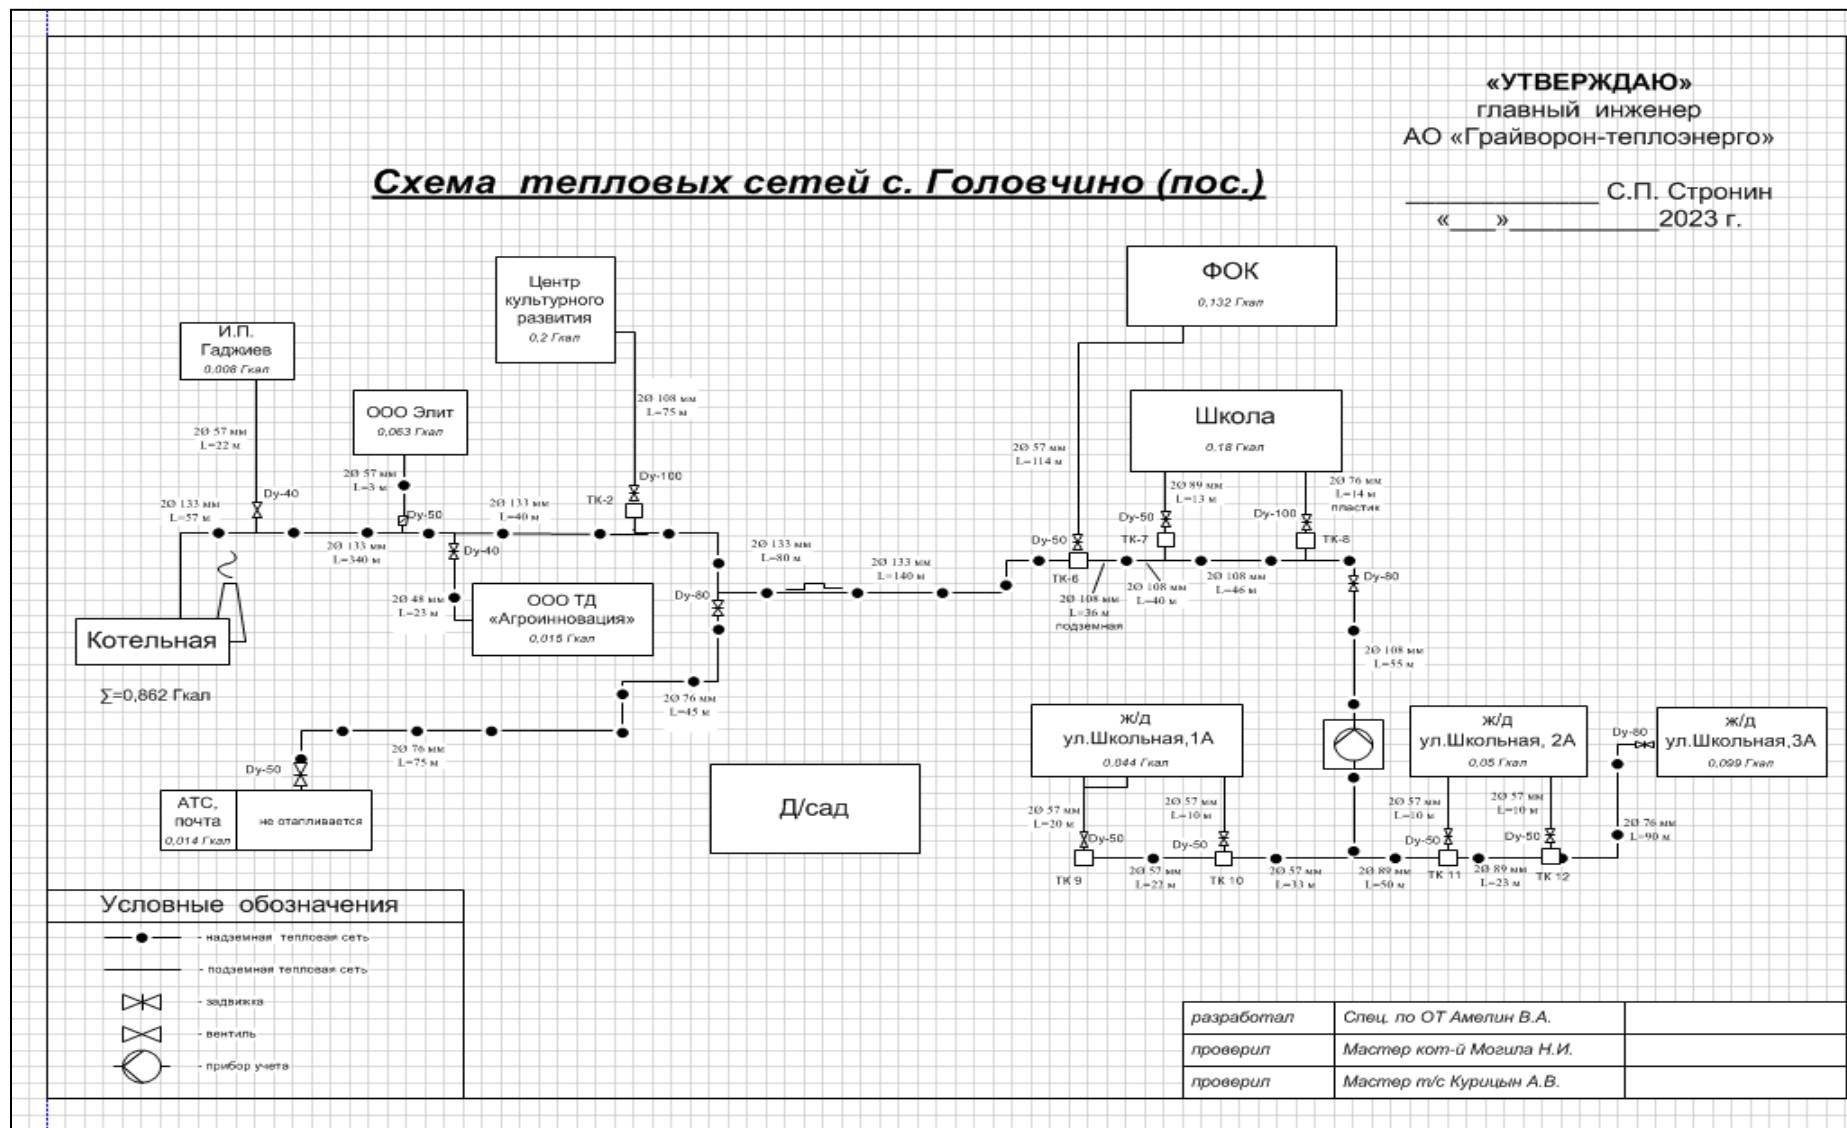 «УТВЕРЖДАЮ»
главный инженер
АО «Грайворон-теплоэнерго»
Схема тепловых сетей с. Головчино (пос.)
______________ С.П. Стронин
«___»___________2023 г.
ФОК
0,132 Гкал
Центр
культурного
развития
0,2 Гкал
И.П.
Гаджиев
0,008 Гкал
ООО Элит
0,063 Гкал
Школа
0,18 Гкал
2Ø 108 мм
L=75 м
2Ø 57 мм
L=22 м
2Ø 57 мм
L=3 м
2Ø 57 мм
L=114 м
2Ø 89 мм
L=13 м
2Ø 76 мм
L=14 м
пластик
Dy-100
ТК-2
Dy-40
2Ø 133 мм
L=57 м
Dy-50
2Ø 133 мм
L=40 м
Dy-50
Dy-100
Dy-50
ТК-7
ТК-8
2Ø 133 мм
L=340 м
Dy-40
2Ø 133 мм
L=80 м
2Ø 133 мм
L=140 м
ТК-6
2Ø 108 мм
L=36 м
подземная
2Ø 108 мм
L=40 м
2Ø 108 мм
L=46 м
Dy-80
2Ø 48 мм
L=23 м
ООО ТД
«Агроинновация»
0,015 Гкал
Dy-80
Котельная
∑=0,862 Гкал
2Ø 108 мм
L=55 м
2Ø 76 мм
L=45 м
2Ø 76 мм
L=75 м
Dy-50
АТС,
почта
0,014 Гкал
не отапливается
Д/сад
ж/д
ул.Школьная,1А
0,044 Гкал
ж/д
ул.Школьная, 2А
0,05 Гкал
Dy-80
ж/д
ул.Школьная,3А
0,099 Гкал
2Ø 57 мм
L=20 м
2Ø 57 мм
L=10 м
2Ø 57 мм
L=10 м
2Ø 57 мм
L=10 м
2Ø 76 мм
L=90 м
Dy-50
Dy-50
Dy-50
Dy-50
ТК 9
2Ø 57 мм
L=22 м
ТК 10
2Ø 57 мм
L=33 м
2Ø 89 мм
L=50 м
ТК 11
2Ø 89 мм
L=23 м
ТК 12
Условные обозначения
- надземная тепловая сеть
- подземная тепловая сеть
- задвижка
- вентиль
- прибор учета
разработал Спец. по ОТ Амелин В.А.
проверил Мастер кот-й Могила Н.И.
проверил Мастер т/с Курицын А.В.